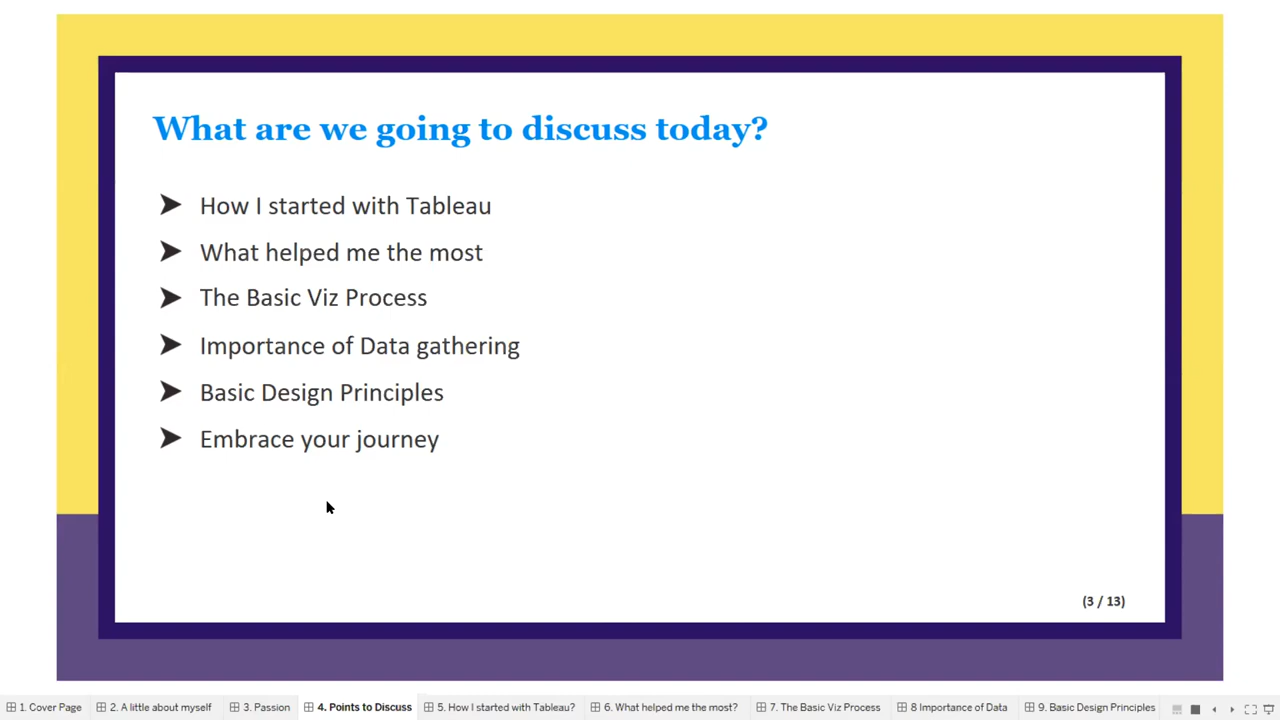 What are we going to discuss today?
How I started with Tableau
What helped me the most
The Basic Viz Process
Importance of Data gathering
Basic Design Principles
Embrace your journey
(3 / 13)
1. Cover Page
2. A little about myself
3. Passion
4. Points to Discuss
5. How I started with Tableau?
6. What helped me the most?
7. The Basic Viz Process
8 Importance of Data
9. Basic Design Principles